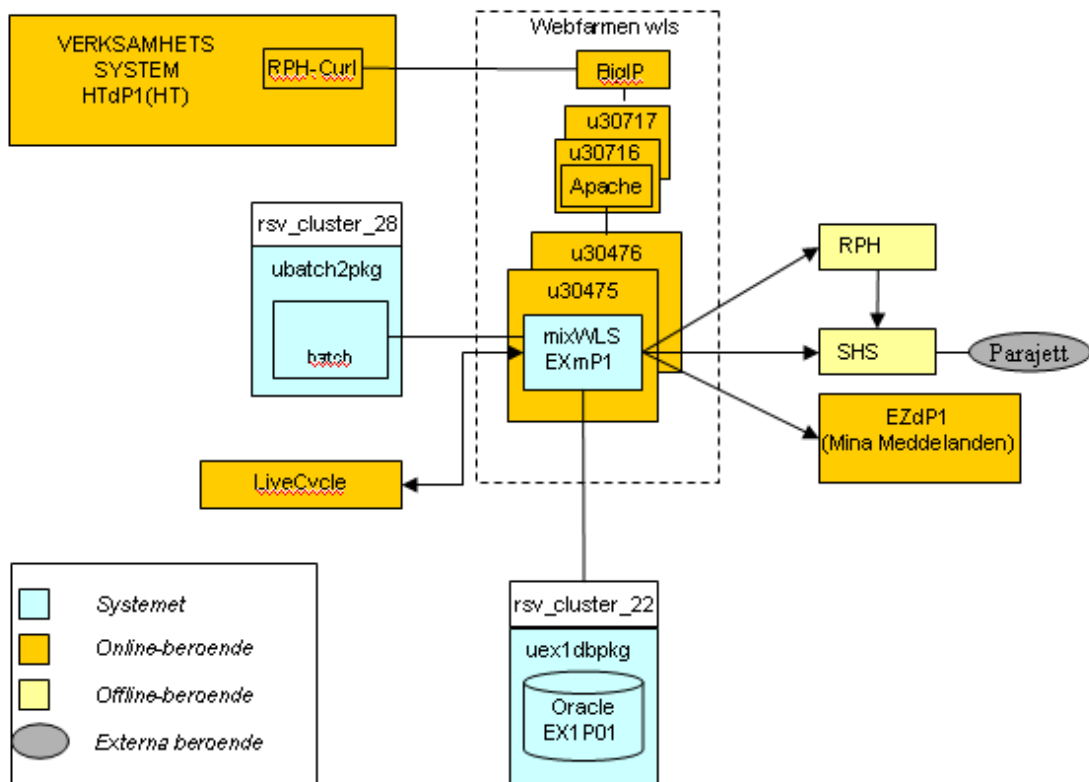 Webfarmen wls
VERKSAMHETS
SYSTEM
HTdP1(HT)
RPH-Curl
BigIP
u30717
u30716
Apache
rsv_cluster_28
ubatch2pkg
batch
u30476
u30475
mixWLS
EXmP1
RPH
SHS
Parajett
EZdP1
(Mina Meddelanden)
LiveCycle
rsv_cluster_22
uex1dbpkg
Oracle
EX1P01
Systemet
Online-beroende
Offline-beroende
Externa beroende